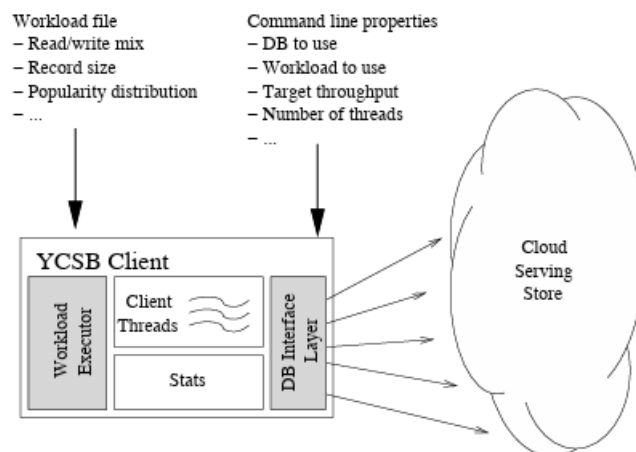 Workload file
– Read/write mix
– Record size
– Popularity distribution
– ...
Command line properties
– DB to use
– Workload to use
– Target throughput
– Number of threads
– ...
YCSB Client
Workload
Executor
Client
Threads
Stats
DB Interface
Layer
Cloud
Serving
Store